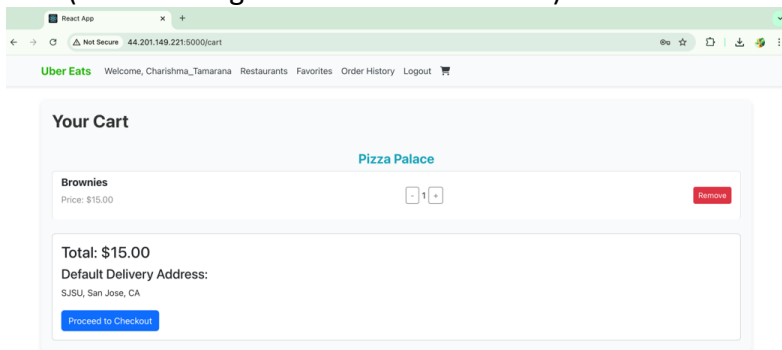 React App
Not Secure 44.201.149.221:5000/cart
Uber Eats Welcome, Charishma_Tamarana Restaurants Favorites Order History Logout
Your Cart
Pizza Palace
Brownies
Price: $15.00
- 1 +
Remove
Total: $15.00
Default Delivery Address:
SJSU, San Jose, CA
Proceed to Checkout